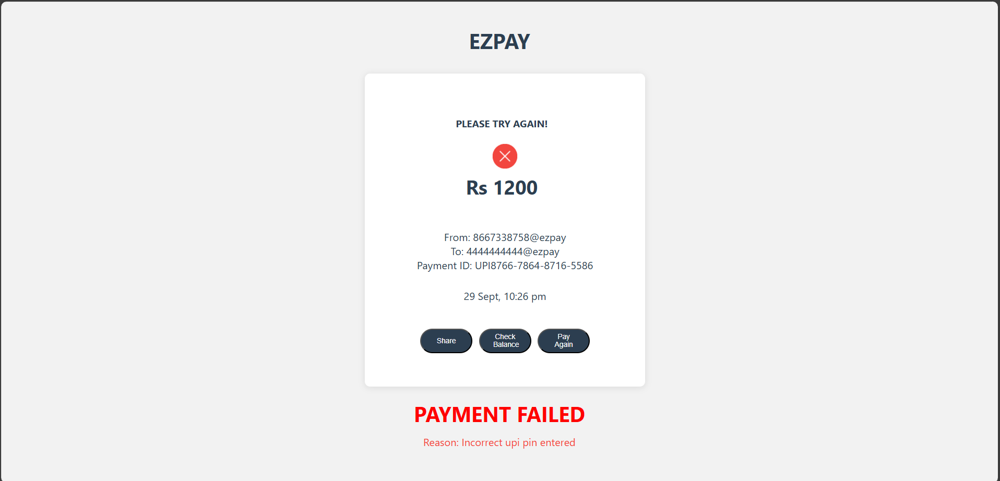 EZPAY
PLEASE TRY AGAIN!
Rs 1200
From: 8667338758@ezpay
To: 4444444444@ezpay
Payment ID: UPI8766-7864-8716-5586
29 Sept, 10:26 pm
Share
Check
Balance
Pay
Again
PAYMENT FAILED
Reason: Incorrect upi pin entered